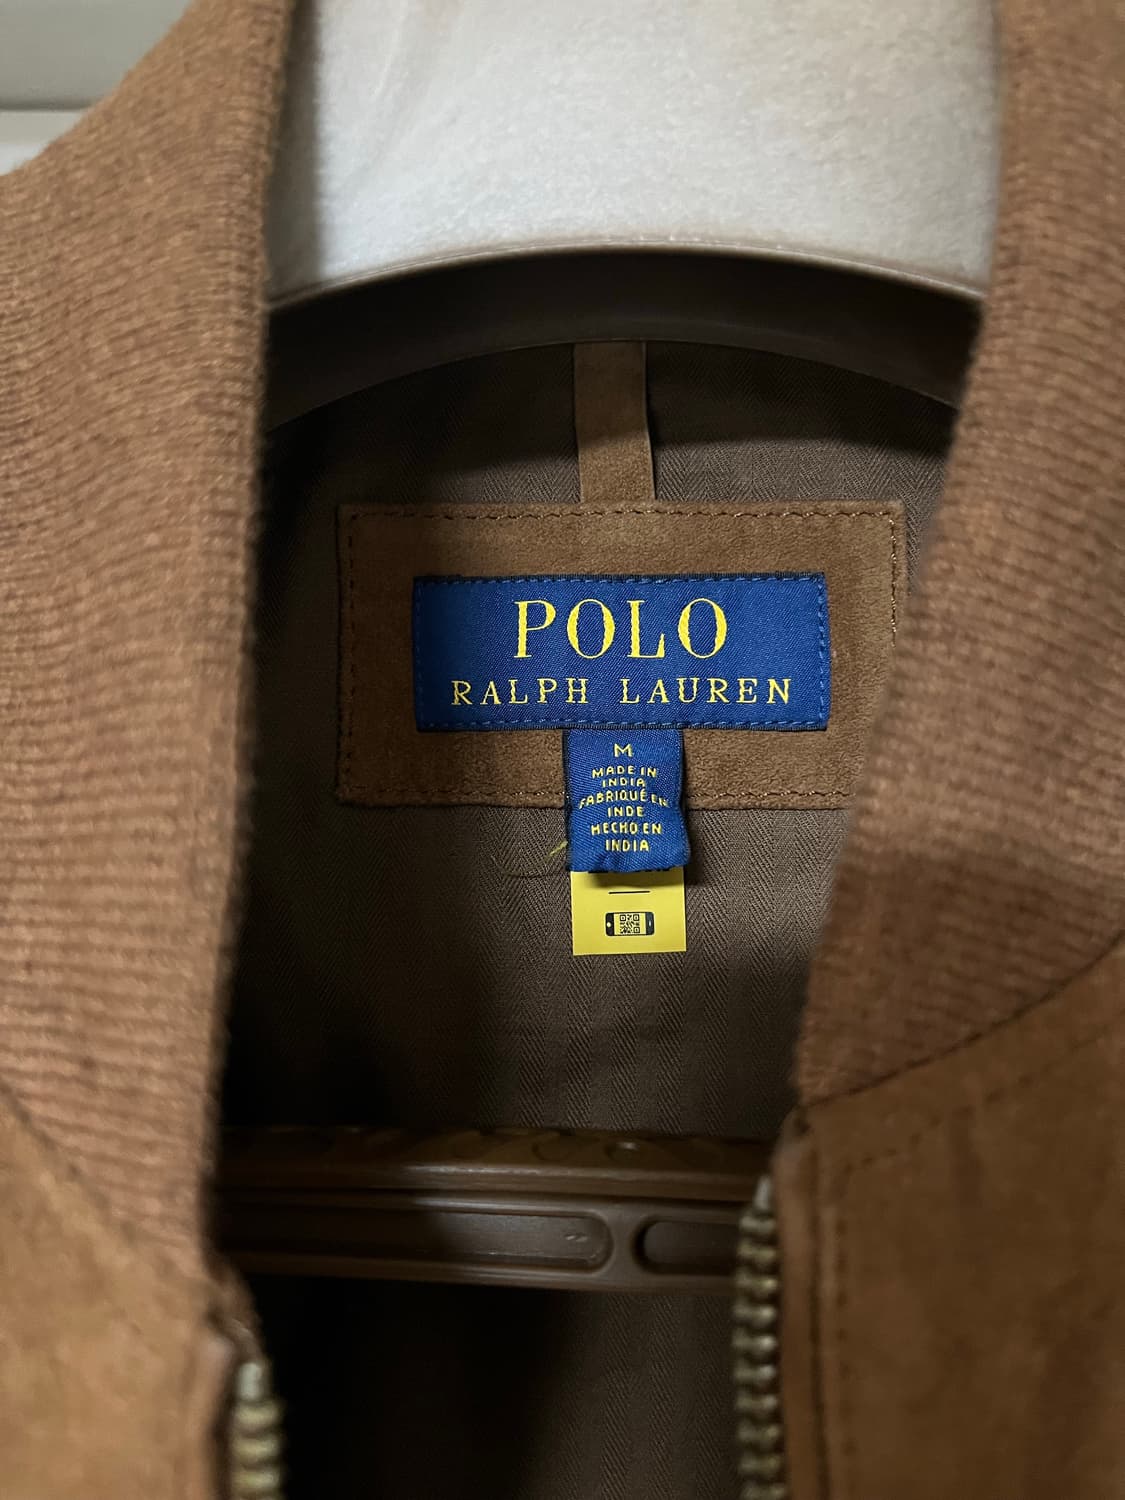 POLO
RALPH LAUREN
M
MADE IN
INDIA
FABRIQUÉ EN
INDE
HECHO EN
INDIA